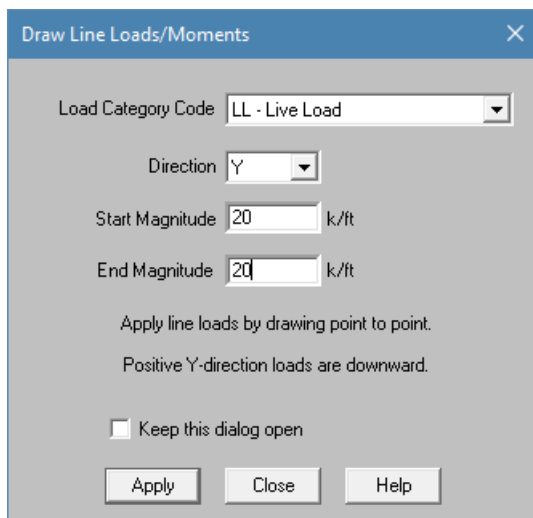 Draw Line Loads/Moments
Load Category Code LL - Live Load
Direction Y
Start Magnitude 20 k/ft
End Magnitude 20 k/ft
Apply line loads by drawing point to point.
Positive Y-direction loads are downward.
Keep this dialog open
Apply Close Help